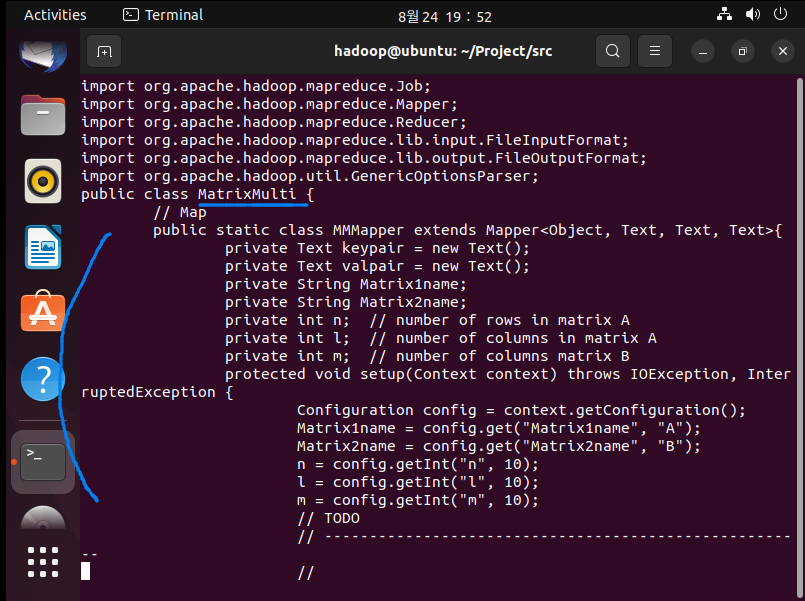 Activities
Terminal
8월 24 19 : 52
hadoop@ubuntu: ~/Project/src
import org.apache.hadoop.mapreduce.Job;
import org.apache.hadoop.mapreduce.Mapper;
import org.apache.hadoop.mapreduce.Reducer;
import org.apache.hadoop.mapreduce.lib.input.FileInputFormat;
import org.apache.hadoop.mapreduce.lib.output.FileOutputFormat;
import org.apache.hadoop.util.GenericOptionsParser;
public class MatrixMulti {
// Map
public static class MMMapper extends Mapper<Object, Text, Text, Text>{
private Text keypair = new Text();
private Text valpair = new Text();
private String Matrix1name;
private String Matrix2name;
private int n;  // number of rows in matrix A
private int l;  // number of columns in matrix A
private int m;  // number of columns matrix B
protected void setup(Context context) throws IOException, Inter
ruptedException {
Configuration config = context.getConfiguration();
Matrix1name = config.get("Matrix1name", "A");
Matrix2name = config.get("Matrix2name", "B");
n = config.getInt("n", 10);
l = config.getInt("l", 10);
m = config.getInt("m", 10);
// TODO
// ----------------------------------------------------
--
//